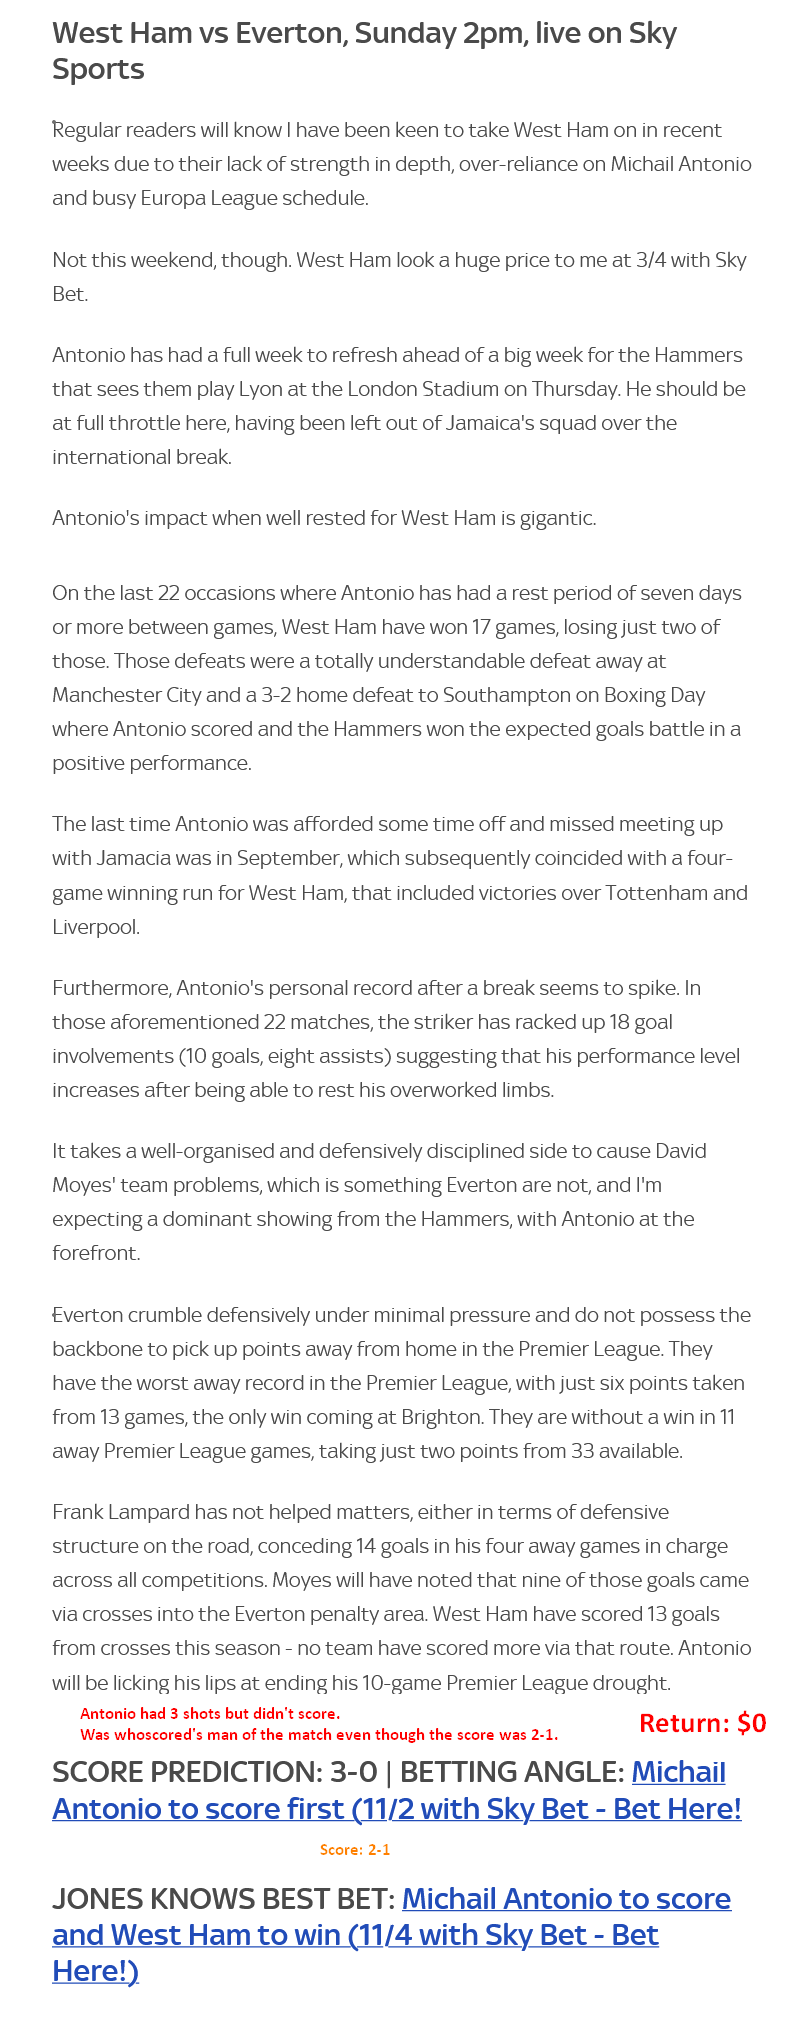 West Ham vs Everton, Sunday 2pm, live on Sky
Sports
Regular readers will know I have been keen to take West Ham on in recent
weeks due to their lack of strength in depth, over-reliance on Michail Antonio
and busy Europa League schedule.
Not this weekend, though. West Ham look a huge price to me at 3/4 with Sky
Bet.
Antonio has had a full week to refresh ahead of a big week for the Hammers
that sees them play Lyon at the London Stadium on Thursday. He should be
at full throttle here, having been left out of Jamaica's squad over the
international break.
Antonio's impact when well rested for West Ham is gigantic.
On the last 22 occasions where Antonio has had a rest period of seven days
or more between games, West Ham have won 17 games, losing just two of
those. Those defeats were a totally understandable defeat away at
Manchester City and a 3-2 home defeat to Southampton on Boxing Day
where Antonio scored and the Hammers won the expected goals battle in a
positive performance.
The last time Antonio was afforded some time off and missed meeting up
with Jamacia was in September, which subsequently coincided with a four-
game winning run for West Ham, that included victories over Tottenham and
Liverpool.
Furthermore, Antonio's personal record after a break seems to spike. In
those aforementioned 22 matches, the striker has racked up 18 goal
involvements (10 goals, eight assists) suggesting that his performance level
increases after being able to rest his overworked limbs.
It takes a well-organised and defensively disciplined side to cause David
Moyes' team problems, which is something Everton are not, and I'm
expecting a dominant showing from the Hammers, with Antonio at the
forefront.
Everton crumble defensively under minimal pressure and do not possess the
backbone to pick up points away from home in the Premier League. They
have the worst away record in the Premier League, with just six points taken
from 13 games, the only win coming at Brighton. They are without a win in 11
away Premier League games, taking just two points from 33 available.
Frank Lampard has not helped matters, either in terms of defensive
structure on the road, conceding 14 goals in his four away games in charge
across all competitions. Moyes will have noted that nine of those goals came
via crosses into the Everton penalty area. West Ham have scored 13 goals
from crosses this season - no team have scored more via that route. Antonio
will be licking his lips at ending his 10-game Premier League drought.
Antonio had 3 shots but didn't score.
Was whoscored's man of the match even though the score was 2-1.
Return: $0
SCORE PREDICTION: 3-0 | BETTING ANGLE: Michail
Antonio to score first (11/2 with Sky Bet - Bet Here!
Score: 2-1
JONES KNOWS BEST BET: Michail Antonio to score
and West Ham to win (11/4 with Sky Bet - Bet
Here!)